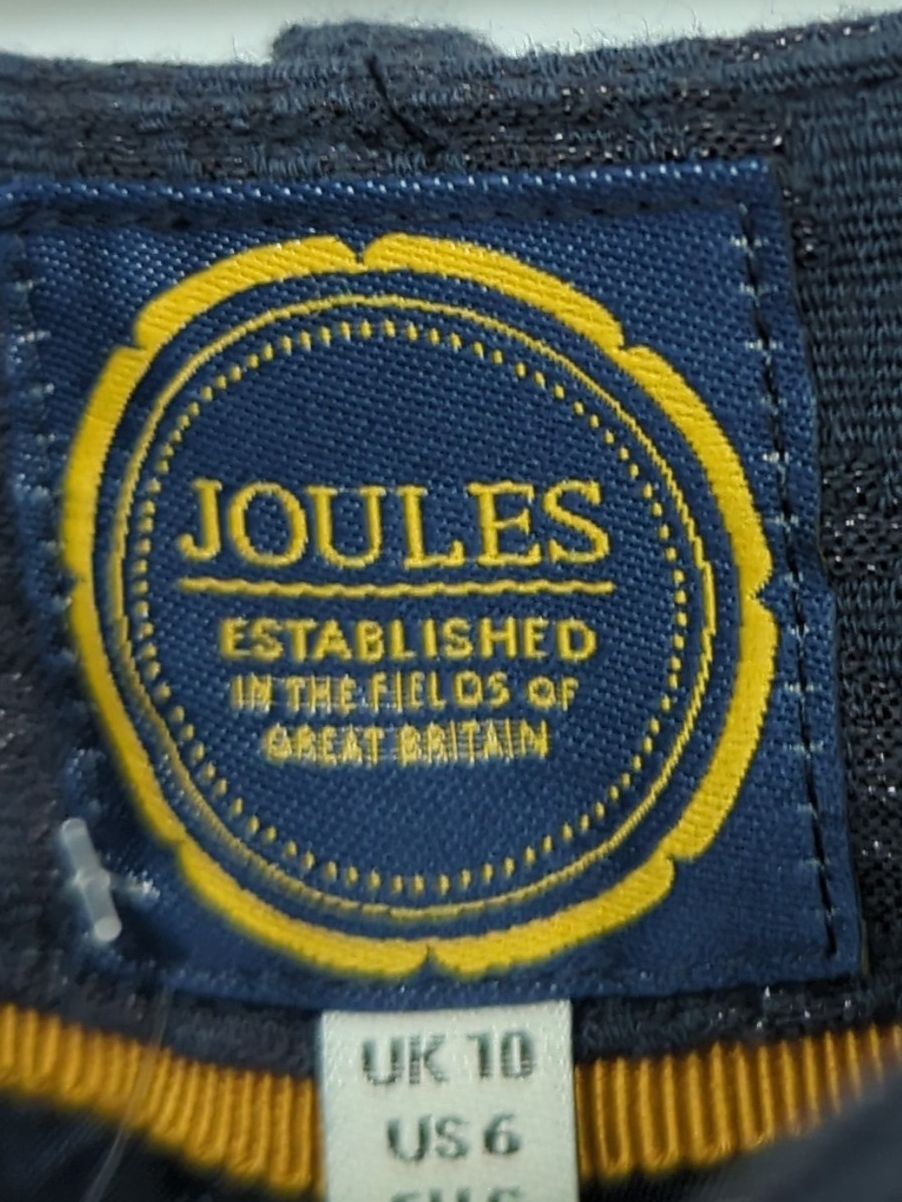 JOULES
ESTABLISHED
IN THE FIELDS OF
GREAT BRITAIN
UK 10
US 6